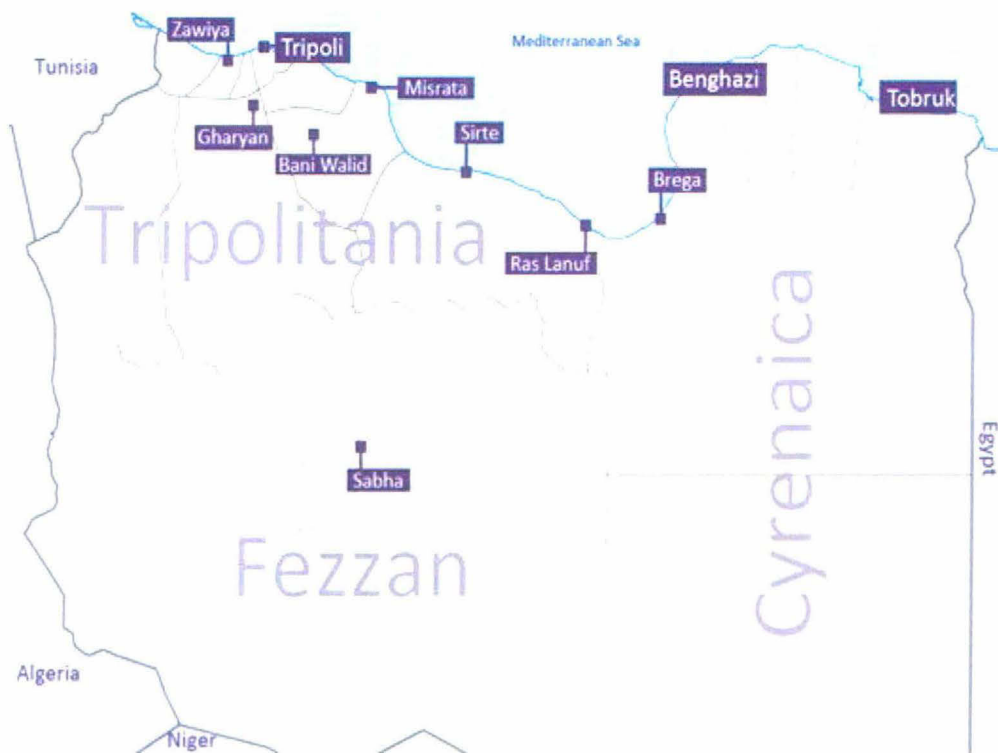 Zawiya
Tripoli
Mediterranean Sea
Tunisia
Benghazi
Misrata
Tobruk
Gharyan
Sirte
Bani Walid
Brega
Tripolitania
Ras Lanuf
Cyrenaica
Egypt
Sabha
Fezzan
Algeria
Niger